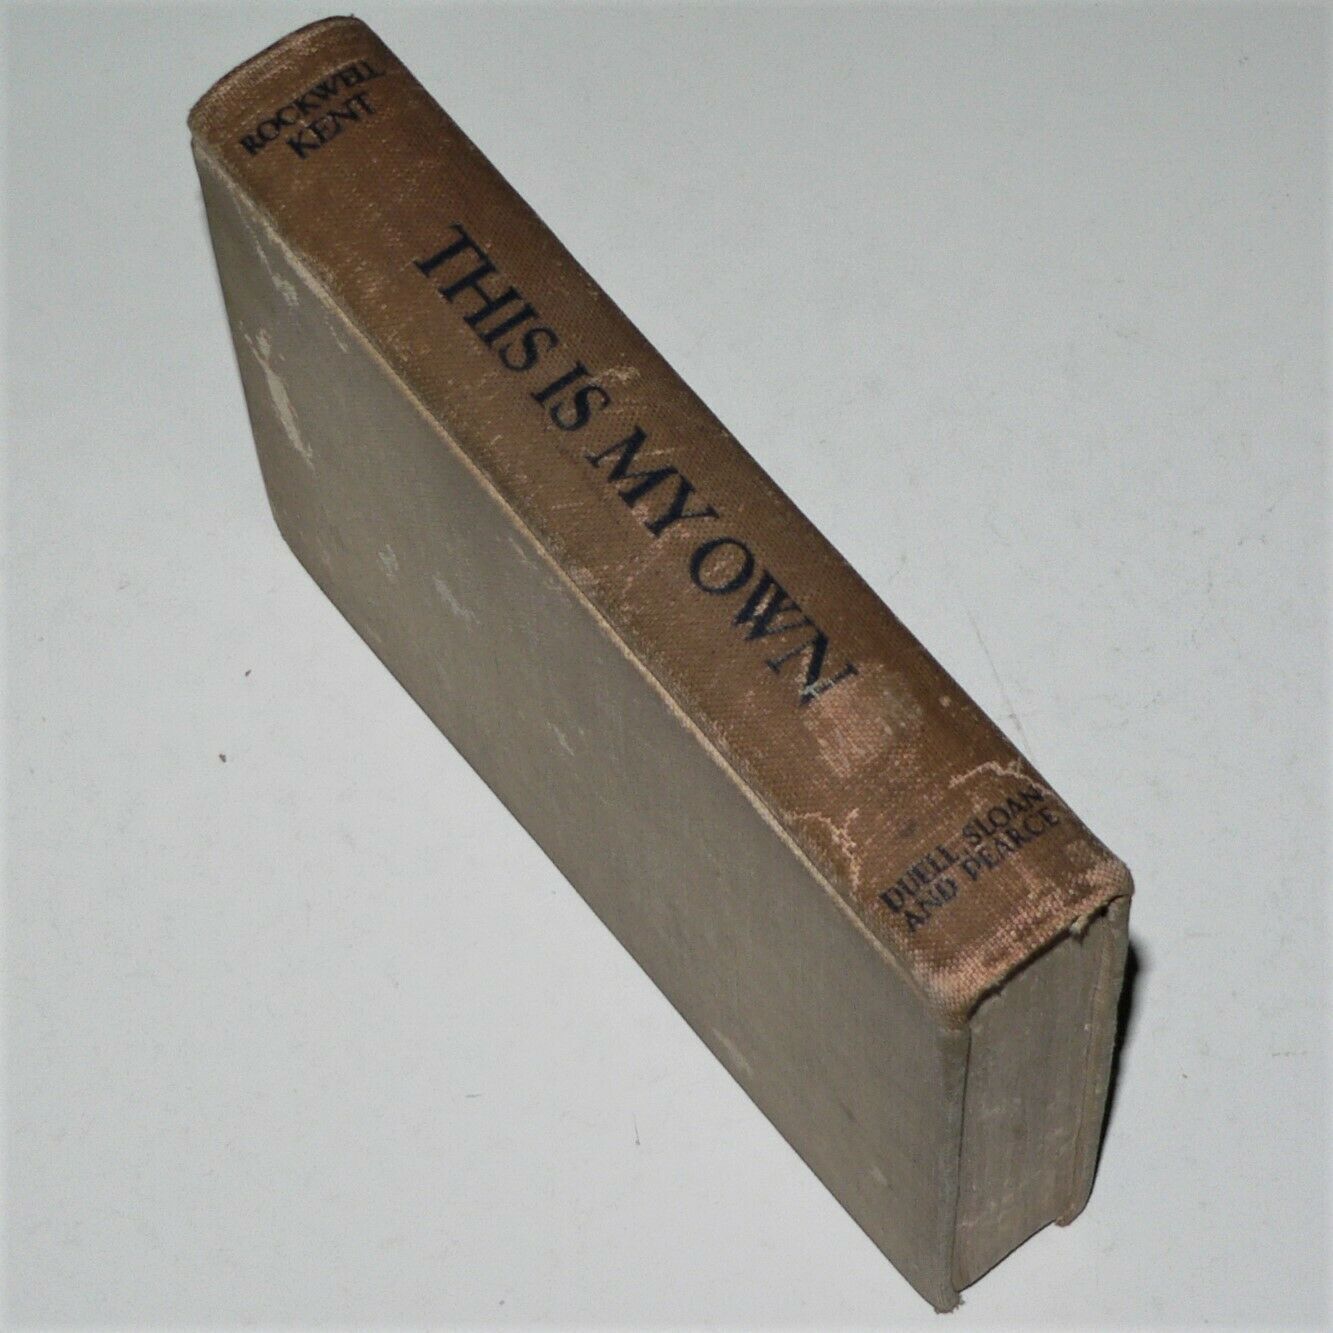 ROCKWELL
KENT
THIS IS MY OWN
DUELL, SLOAN
AND PEARCE